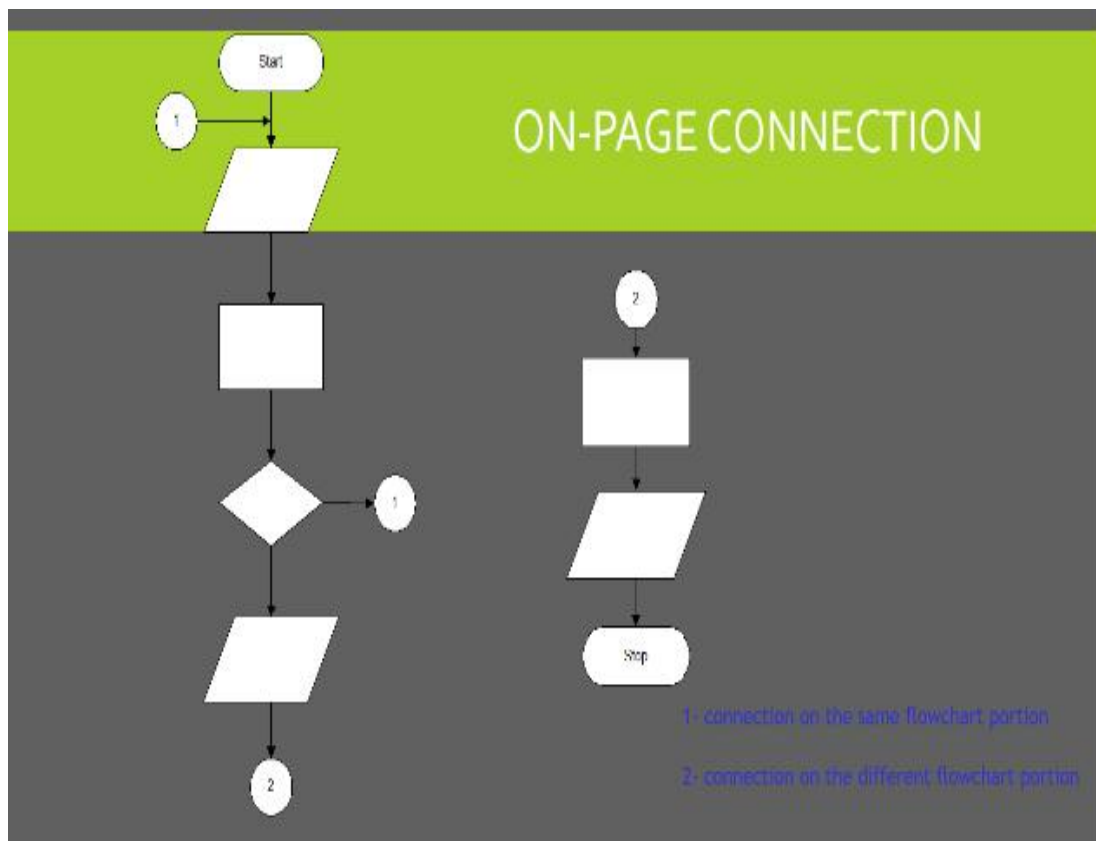 Start
1
ON-PAGE CONNECTION
2
1
Stop
1- connection on the same flowchart portion
2- connection on the different flowchart portion
2